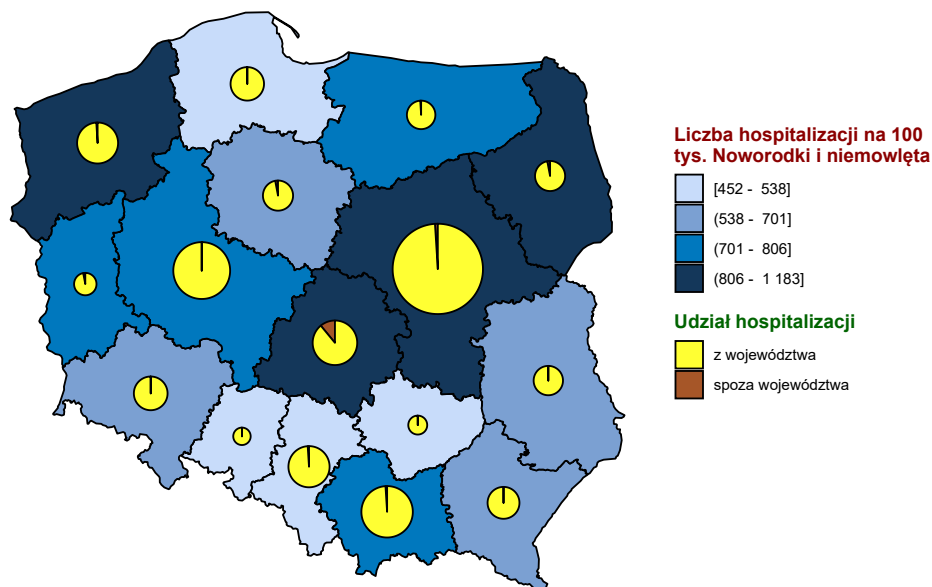 Liczba hospitalizacji na 100
tys. Noworodki i niemowlęta
[452 - 538]
(538 - 701]
(701 - 806]
(806 - 1 183]
Udział hospitalizacji
z województwa
spoza województwa